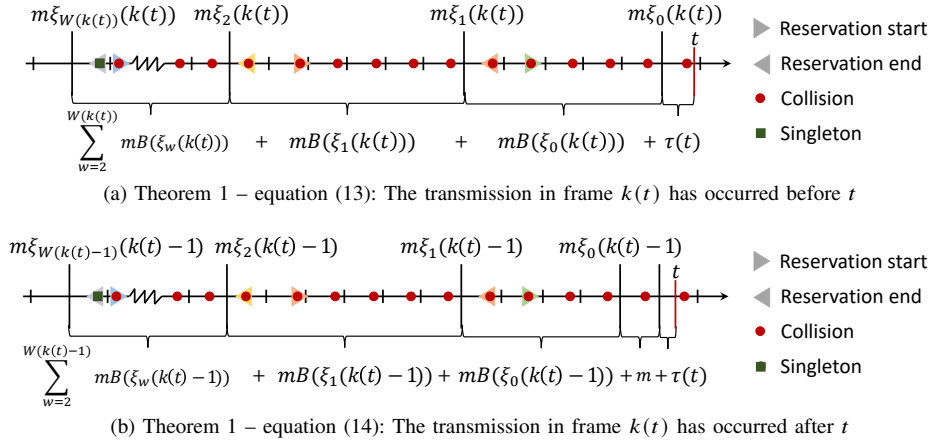 mξ_{W(k(t))}(k(t)) mξ_2(k(t)) mξ_1(k(t)) mξ_0(k(t))
t
Reservation start
Reservation end
Collision
Singleton
\sum_{w=2}^{W(k(t))} mB(ξ_w(k(t))) + mB(ξ_1(k(t))) + mB(ξ_0(k(t))) + τ(t)
(a) Theorem 1 – equation (13): The transmission in frame k(t) has occurred before t
mξ_{W(k(t)−1)}(k(t) − 1) mξ_2(k(t) − 1) mξ_1(k(t) − 1) mξ_0(k(t) − 1)
t
Reservation start
Reservation end
Collision
Singleton
\sum_{w=2}^{W(k(t)−1)} mB(ξ_w(k(t) − 1)) + mB(ξ_1(k(t) − 1)) + mB(ξ_0(k(t) − 1)) + m + τ(t)
(b) Theorem 1 – equation (14): The transmission in frame k(t) has occurred after t